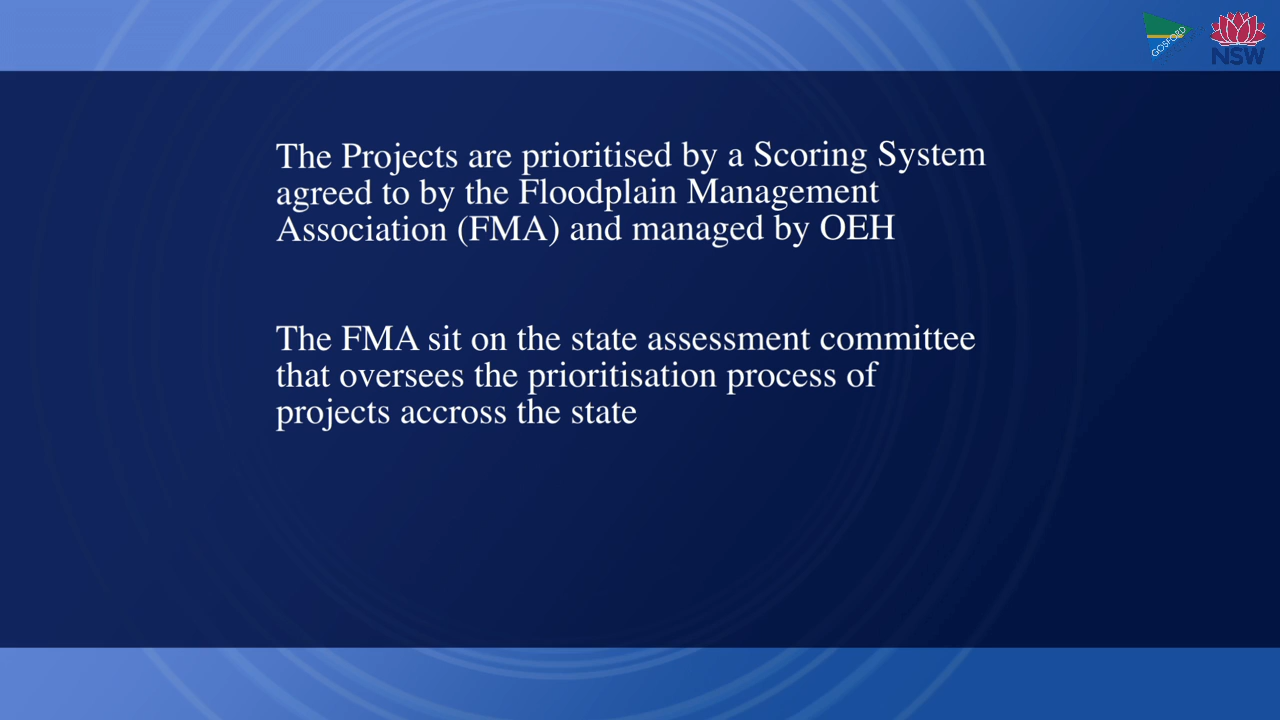 GOSFORD
NSW
The Projects are prioritised by a Scoring System
agreed to by the Floodplain Management
Association (FMA) and managed by OEH
The FMA sit on the state assessment committee
that oversees the prioritisation process of
projects accross the state